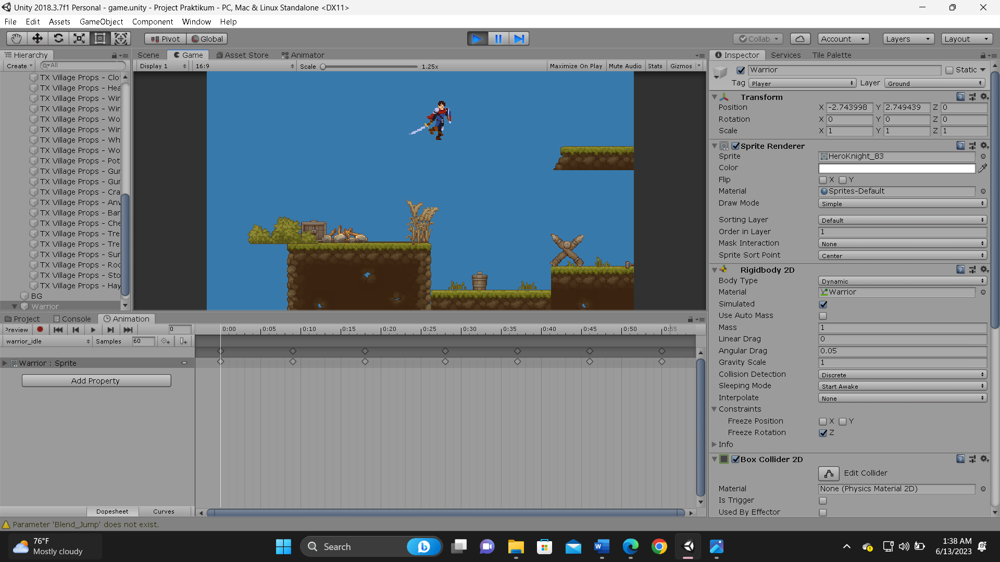 Unity 2018.3.7f1 Personal - game.unity - Project Praktikum - PC, Mac & Linux Standalone <DX11>
File Edit Assets GameObject Component Window Help
Pivot Global Collab Account Layers Layout
Hierarchy
Create All
TX Village Props - Clo
TX Village Props - Hea
TX Village Props - Wir
TX Village Props - Wir
TX Village Props - Wo
TX Village Props - Wir
TX Village Props - Wh
TX Village Props - Wo
TX Village Props - Pot
TX Village Props - Gur
TX Village Props - Gur
TX Village Props - Cra
TX Village Props - Anv
TX Village Props - Bar
TX Village Props - Che
TX Village Props - Tre
TX Village Props - Tre
TX Village Props - Sur
TX Village Props - Roc
TX Village Props - Sto
TX Village Props - Hay
BG
Warrior
Scene Game Asset Store Animator
Display 1 16:9 Scale 1.25x Maximize On Play Mute Audio Stats Gizmos
Inspector Services Tile Palette
Warrior Static
Tag Player Layer Ground
Transform
Position X -2.743998 Y 2.749439 Z 0
Rotation X 0 Y 0 Z 0
Scale X 1 Y 1 Z 1
Sprite Renderer
Sprite HeroKnight_83
Color
Flip X Y
Material Sprites-Default
Draw Mode Simple
Sorting Layer Default
Order in Layer 1
Mask Interaction None
Sprite Sort Point Center
Rigidbody 2D
Body Type Dynamic
Material Warrior
Simulated
Use Auto Mass
Mass 1
Linear Drag 0
Angular Drag 0.05
Gravity Scale 1
Collision Detection Discrete
Sleeping Mode Start Awake
Interpolate None
Constraints
Freeze Position X Y
Freeze Rotation Z
Info
Box Collider 2D
Edit Collider
Material None (Physics Material 2D)
Is Trigger
Used By Effector
Project Console Animation
Preview 0 0:00 0:05 0:10 0:15 0:20 0:25 0:30 0:35 0:40 0:45 0:50 0:55
warrior_idle Samples 60
Warrior : Sprite
Add Property
Dopesheet Curves
Parameter 'Blend_Jump' does not exist.
76°F
Mostly cloudy
Search
1:38 AM
6/13/2023